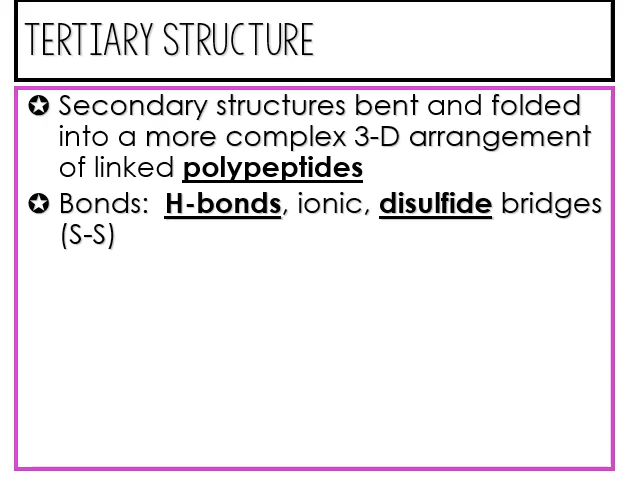 TERTIARY STRUCTURE
✪ Secondary structures bent and folded
into a more complex 3-D arrangement
of linked polypeptides
✪ Bonds: H-bonds, ionic, disulfide bridges
(S-S)